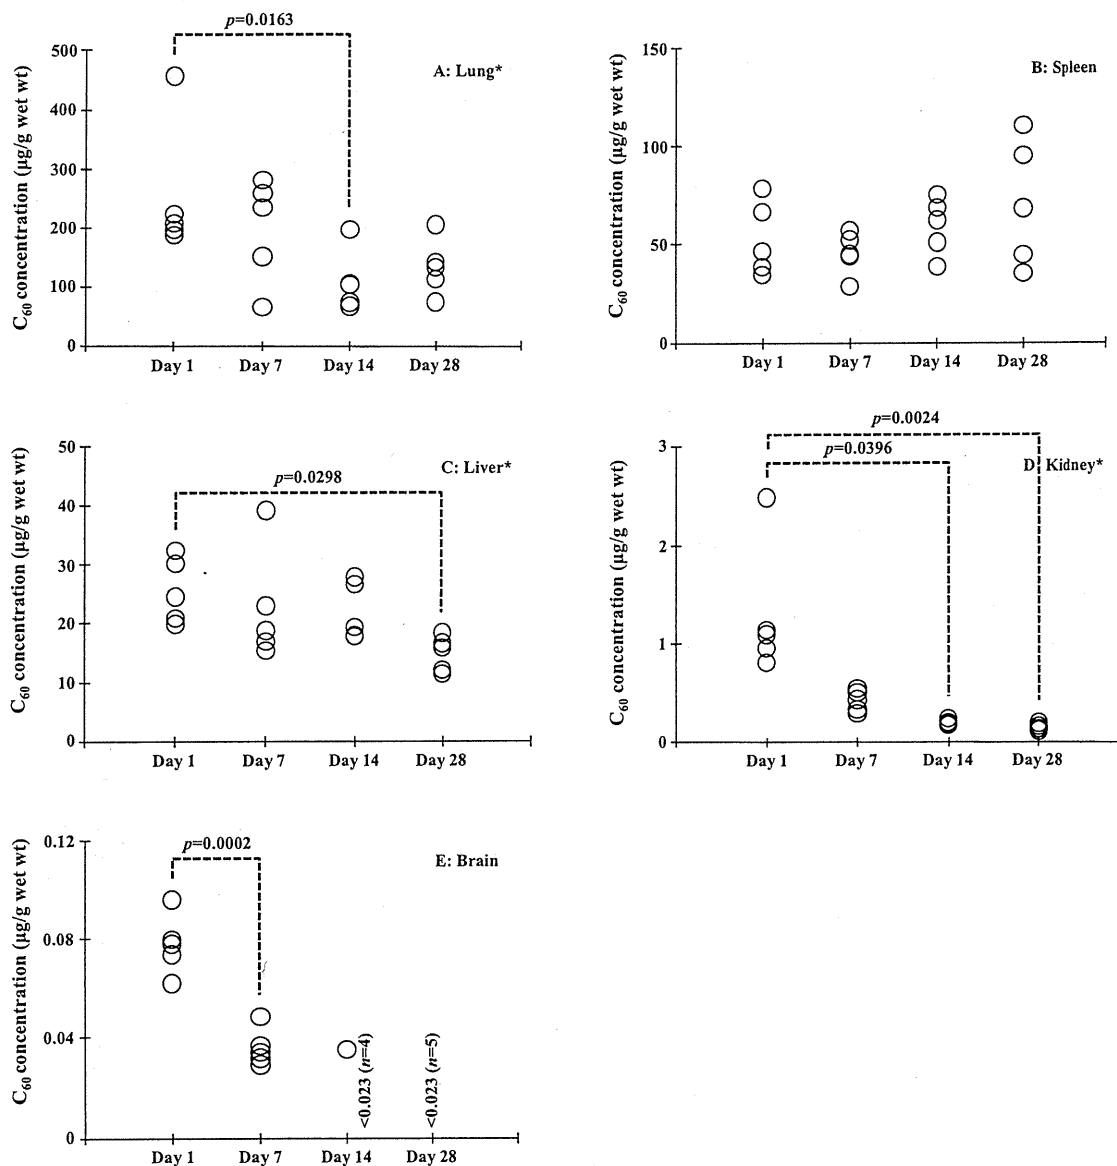 p=0.0163
A: Lung*
C60 concentration (μg/g wet wt)
500
400
300
200
100
0
Day 1
Day 7
Day 14
Day 28
B: Spleen
C60 concentration (μg/g wet wt)
150
100
50
0
Day 1
Day 7
Day 14
Day 28
C: Liver*
p=0.0298
C60 concentration (μg/g wet wt)
50
40
30
20
10
0
Day 1
Day 7
Day 14
Day 28
p=0.0024
p=0.0396
D: Kidney*
C60 concentration (μg/g wet wt)
3
2
1
0
Day 1
Day 7
Day 14
Day 28
p=0.0002
E: Brain
C60 concentration (μg/g wet wt)
0.12
0.08
0.04
0
<0.023 (n=4)
<0.023 (n=5)
Day 1
Day 7
Day 14
Day 28